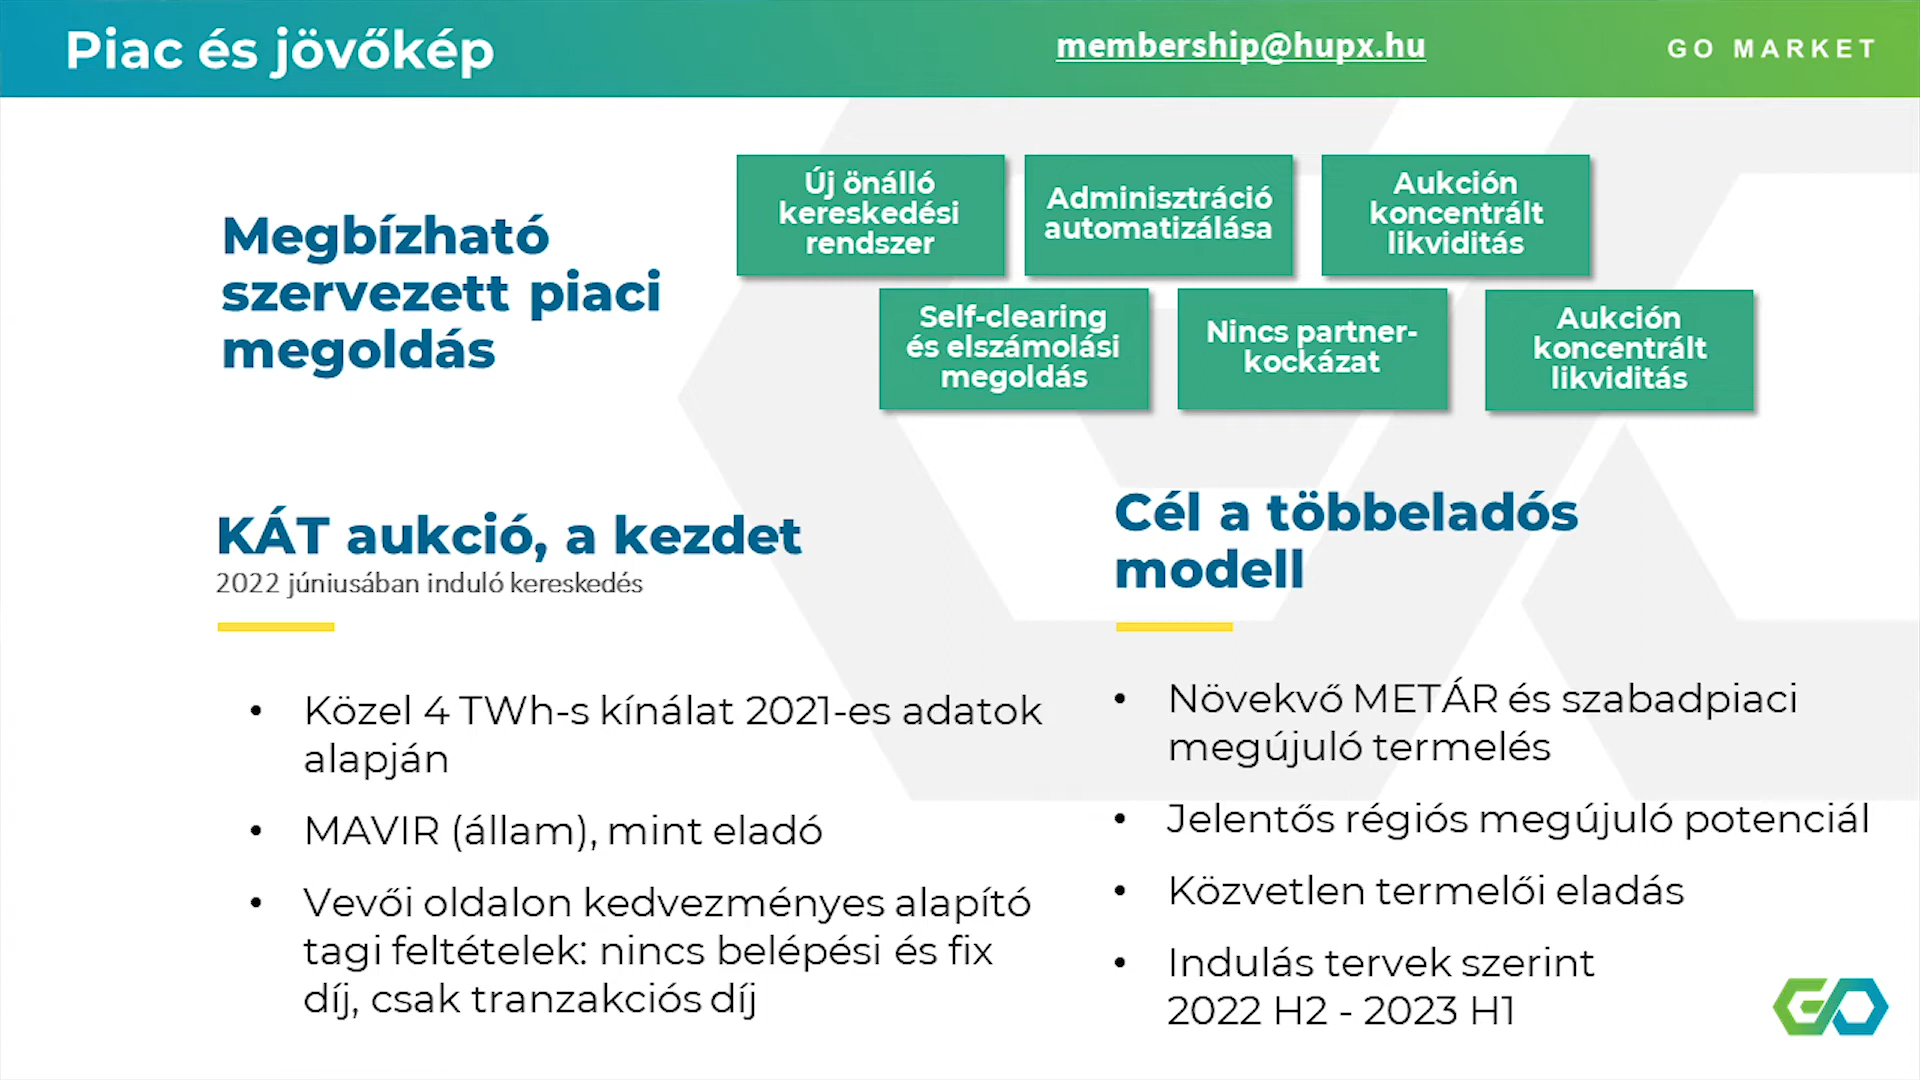 Piac és jövőkép
membership@hupx.hu
GO MARKET
Megbízható
szervezett piaci
megoldás
Új önálló
kereskedési
rendszer
Adminisztráció
automatizálása
Aukción
koncentrált
likviditás
Self-clearing
és elszámolási
megoldás
Nincs partner-
kockázat
Aukción
koncentrált
likviditás
KÁT aukció, a kezdet
2022 júniusában induló kereskedés
• Közel 4 TWh-s kínálat 2021-es adatok
alapján
• MAVIR (állam), mint eladó
• Vevői oldalon kedvezményes alapító
tagi feltételek: nincs belépési és fix
díj, csak tranzakciós díj
Cél a többeladós
modell
• Növekvő METÁR és szabadpiaci
megújuló termelés
• Jelentős régiós megújuló potenciál
• Közvetlen termelői eladás
• Indulás tervek szerint
2022 H2 - 2023 H1
GO